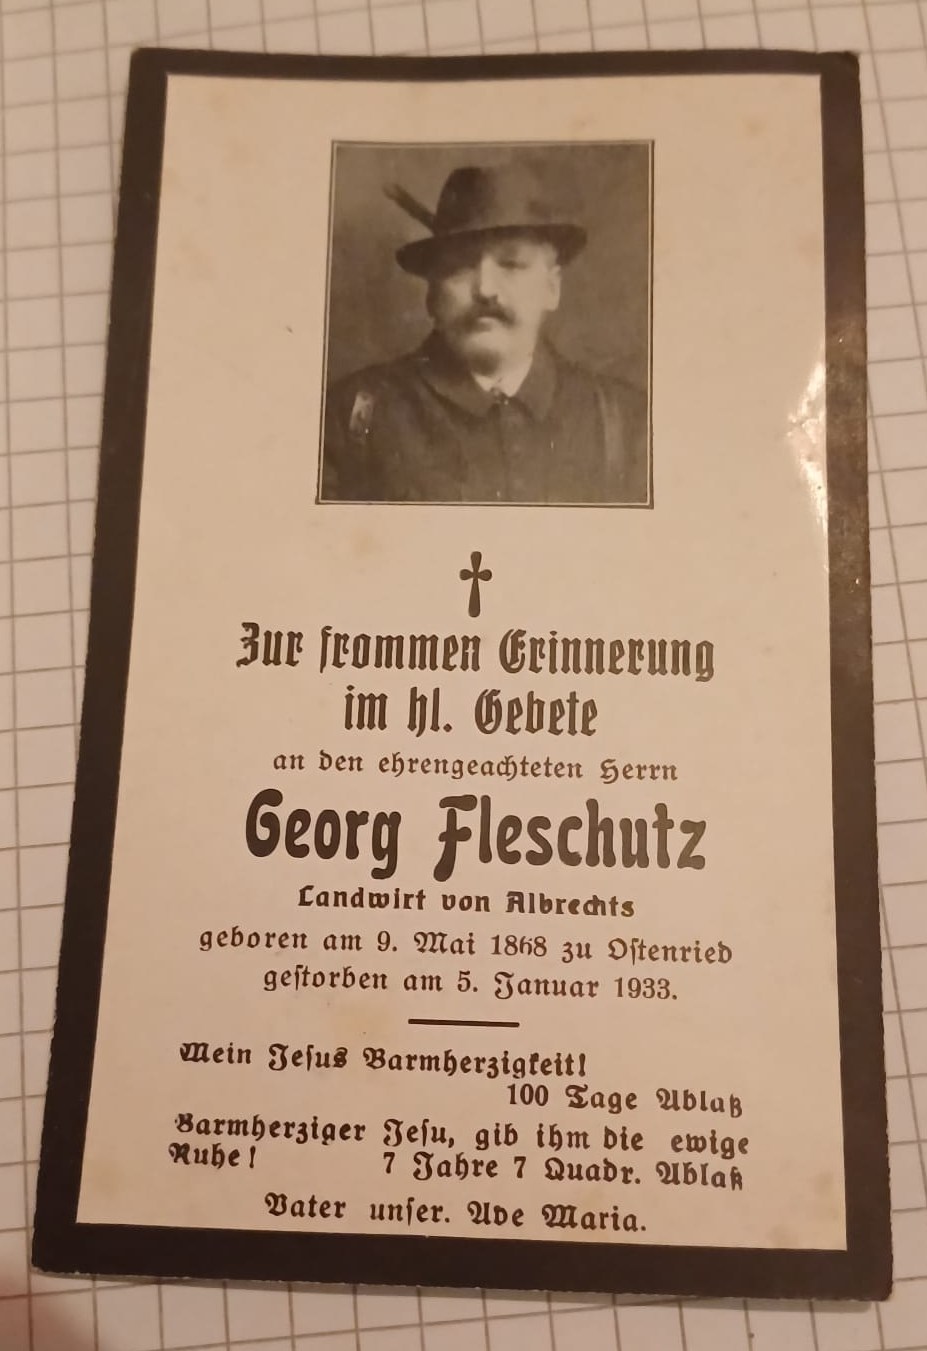 Zur frommen Erinnerung
im hl. Gebete
an den ehrengeachteten Herrn
Georg Fleschutz
Landwirt von Albrechts
geboren am 9. Mai 1868 zu Ostenried
gestorben am 5. Januar 1933.
Mein Jesus Barmherzigkeit!
100 Tage Ablaß
Barmherziger Jesu, gib ihm die ewige
Ruhe! 7 Jahre 7 Quadr. Ablaß
Vater unser. Ave Maria.